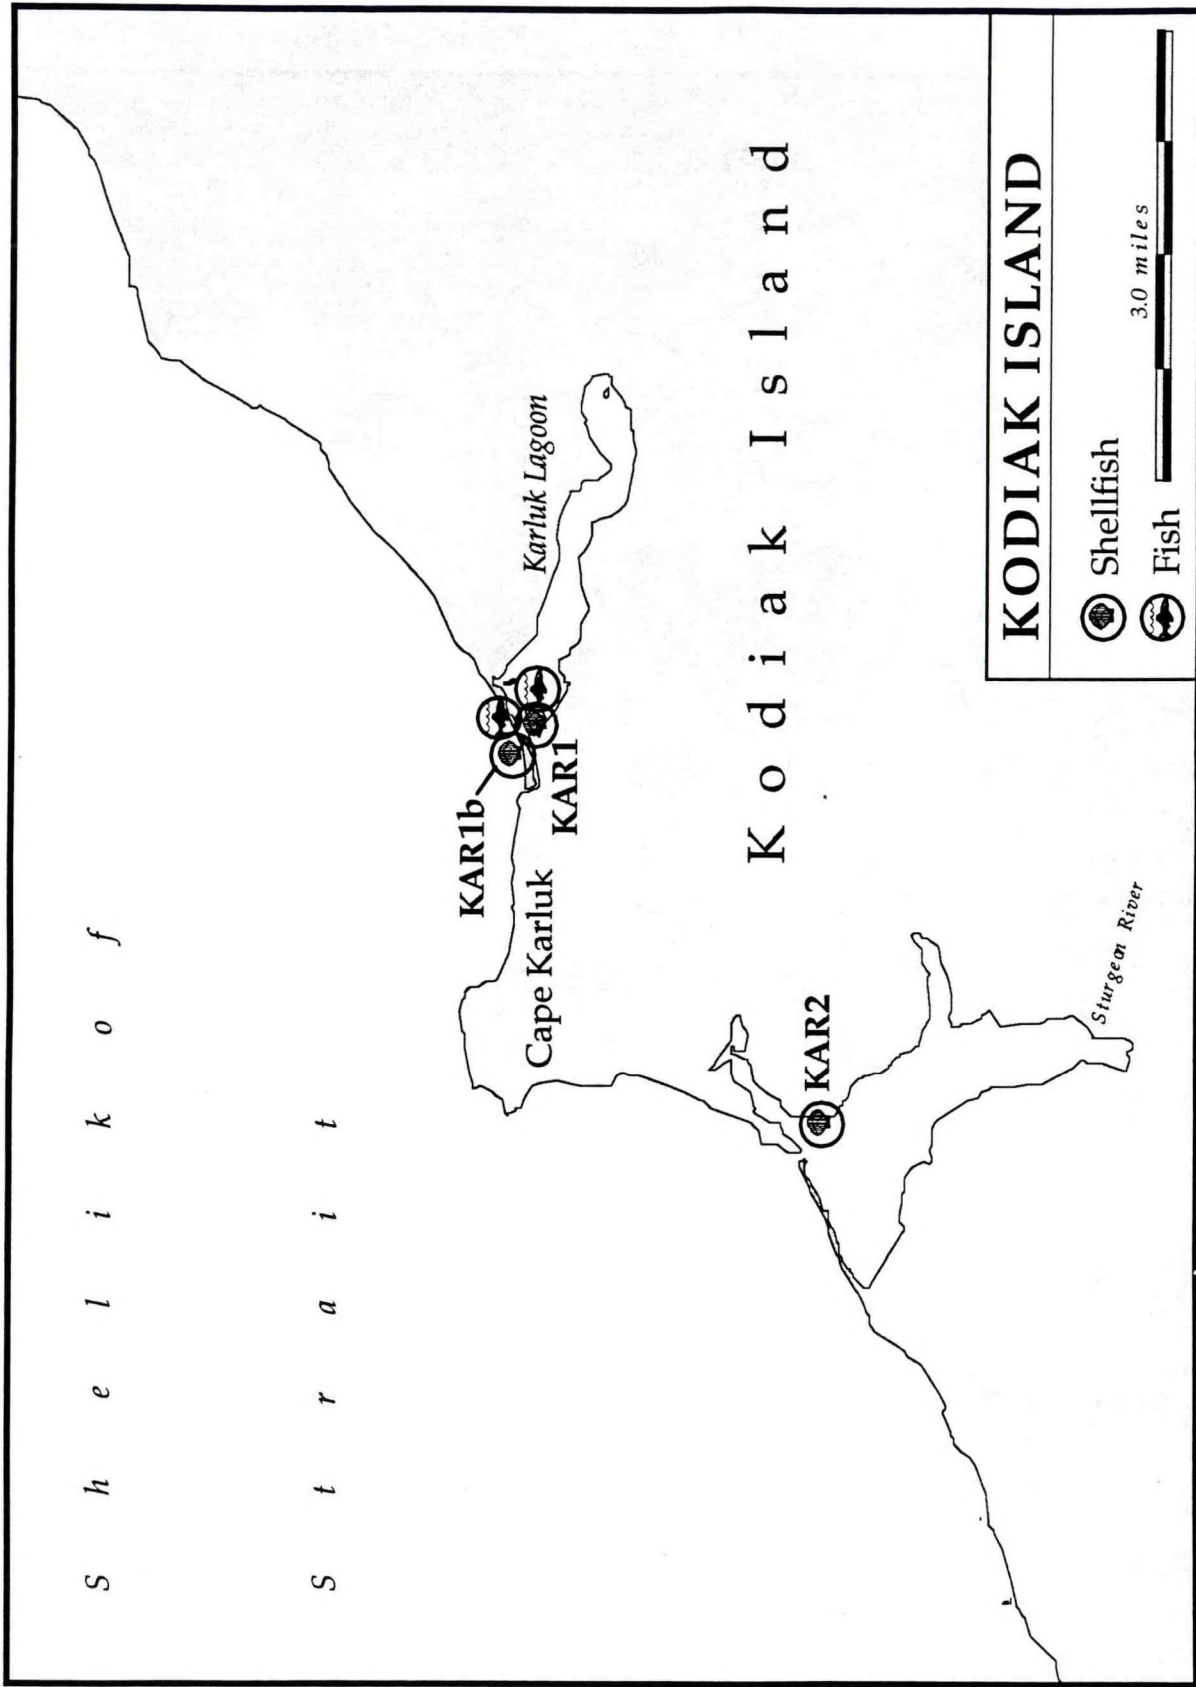 Shelikof
Strait
KAR1b
Cape Karluk
KAR1
Karluk Lagoon
Kodiak Island
KAR2
Sturgeon River
KODIAK ISLAND
Shellfish
Fish
3.0 miles